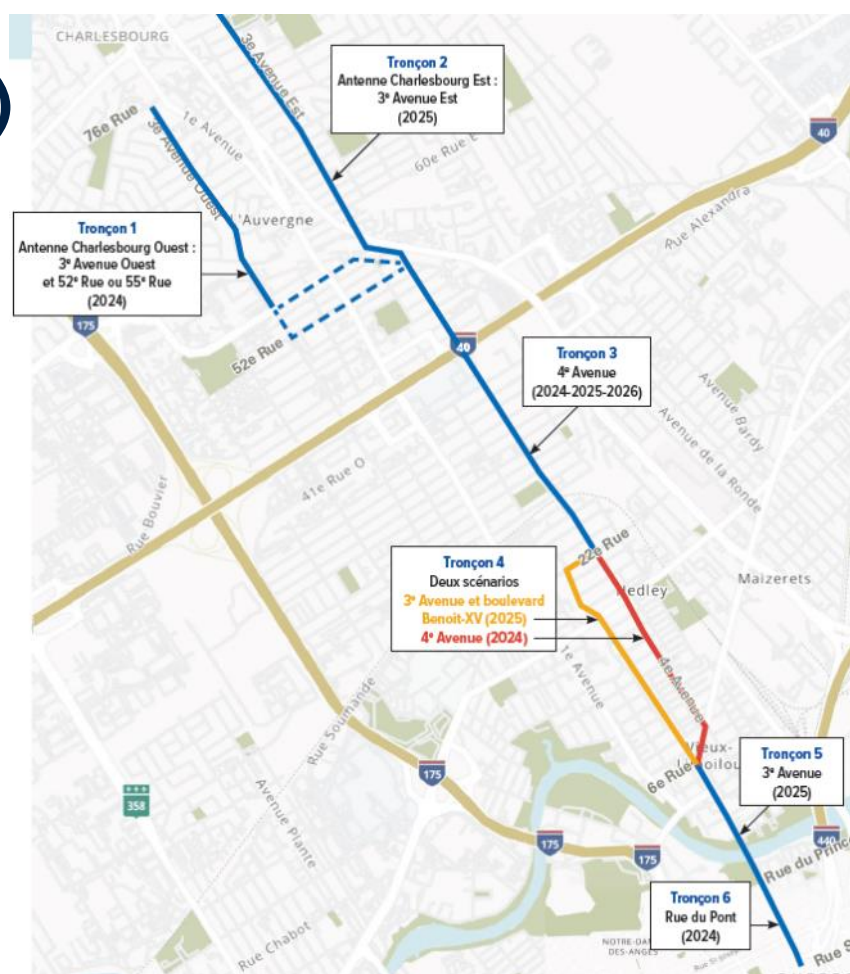 CHARLESBOURG
Tronçon 2
Antenne Charlesbourg Est :
3e Avenue Est
(2025)
3e Avenue Est
76e Rue
3e Avenue Ouest
1e Avenue
60e Rue E
40
Rue Alexandra
L'Auvergne
Tronçon 1
Antenne Charlesbourg Ouest :
3e Avenue Ouest
et 52e Rue ou 55e Rue
(2024)
175
52e Rue
40
Tronçon 3
4e Avenue
(2024-2025-2026)
Avenue Bardy
Avenue de la Ronde
41e Rue O
Rue Bouvier
22e Rue
Tronçon 4
Deux scénarios
3e Avenue et boulevard
Benoit-XV (2025)
4e Avenue (2024)
Hedley
Maizerets
1e Avenue
4e Avenue
Rue Soumande
Vieux-
Limoilou
6e Rue
Tronçon 5
3e Avenue
(2025)
175
358
Avenue Plante
175
175
440
Rue du Prince
Tronçon 6
Rue du Pont
(2024)
Rue Chabot
NOTRE-DA
DES-ANGES
Rue St-Joseph
Rue S